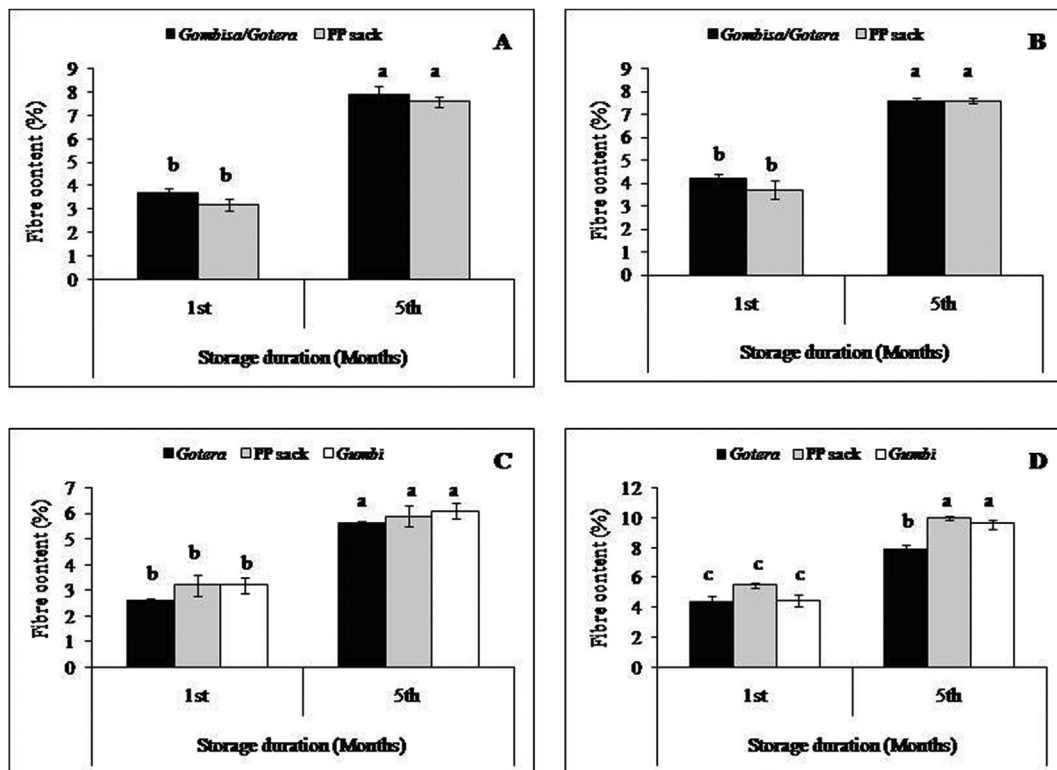 Gombisa/Gotera PP sack
A
Fibre content (%)
9
8
7
6
5
4
3
2
1
0
b b a a
1st 5th
Storage duration (Months)
Gombisa/Gotera PP sack
B
Fibre content (%)
9
8
7
6
5
4
3
2
1
0
b b a a
1st 5th
Storage duration (Months)
Gotera PP sack Gumbi
C
Fibre content (%)
7
6
5
4
3
2
1
0
b b b a a a
1st 5th
Storage duration (Months)
Gotera PP sack Gumbi
D
Fibre content (%)
12
10
8
6
4
2
0
c c c b a a
1st 5th
Storage duration (Months)